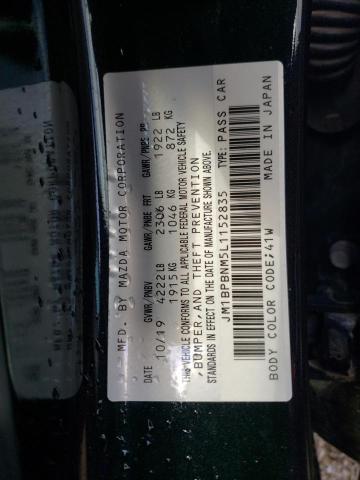 MFD. BY MAZDA MOTOR CORPORATION
GVWR/PNBV GAWR/PNBE FRT GAWR/PNPE RR
10/19 4222LB 2306 LB 1922 LB
1915KG 1046 KG 872 KG
THIS VEHICLE CONFORMS TO ALL APPLICABLE FEDERAL MOTOR VEHICLE SAFETY
,BUMPER,AND THEFT PREVENTION
STANDARDS IN EFFECT ON THE DATE OF MANUFACTURE SHOWN ABOVE.
JM1BPBNM5L1152835 TYPE: PASS CAR
BODY COLOR CODE;41W MADE IN JAPAN